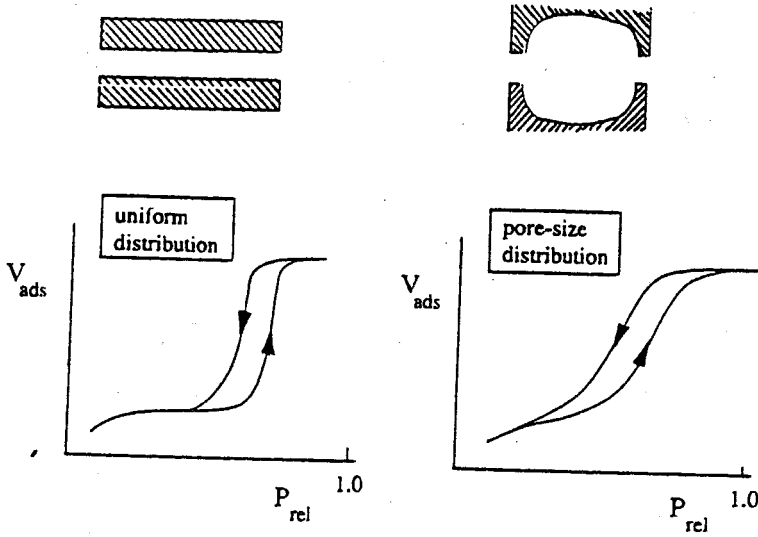 uniform
distribution
V ads
1.0
P rel
pore-size
distribution
V ads
1.0
P rel